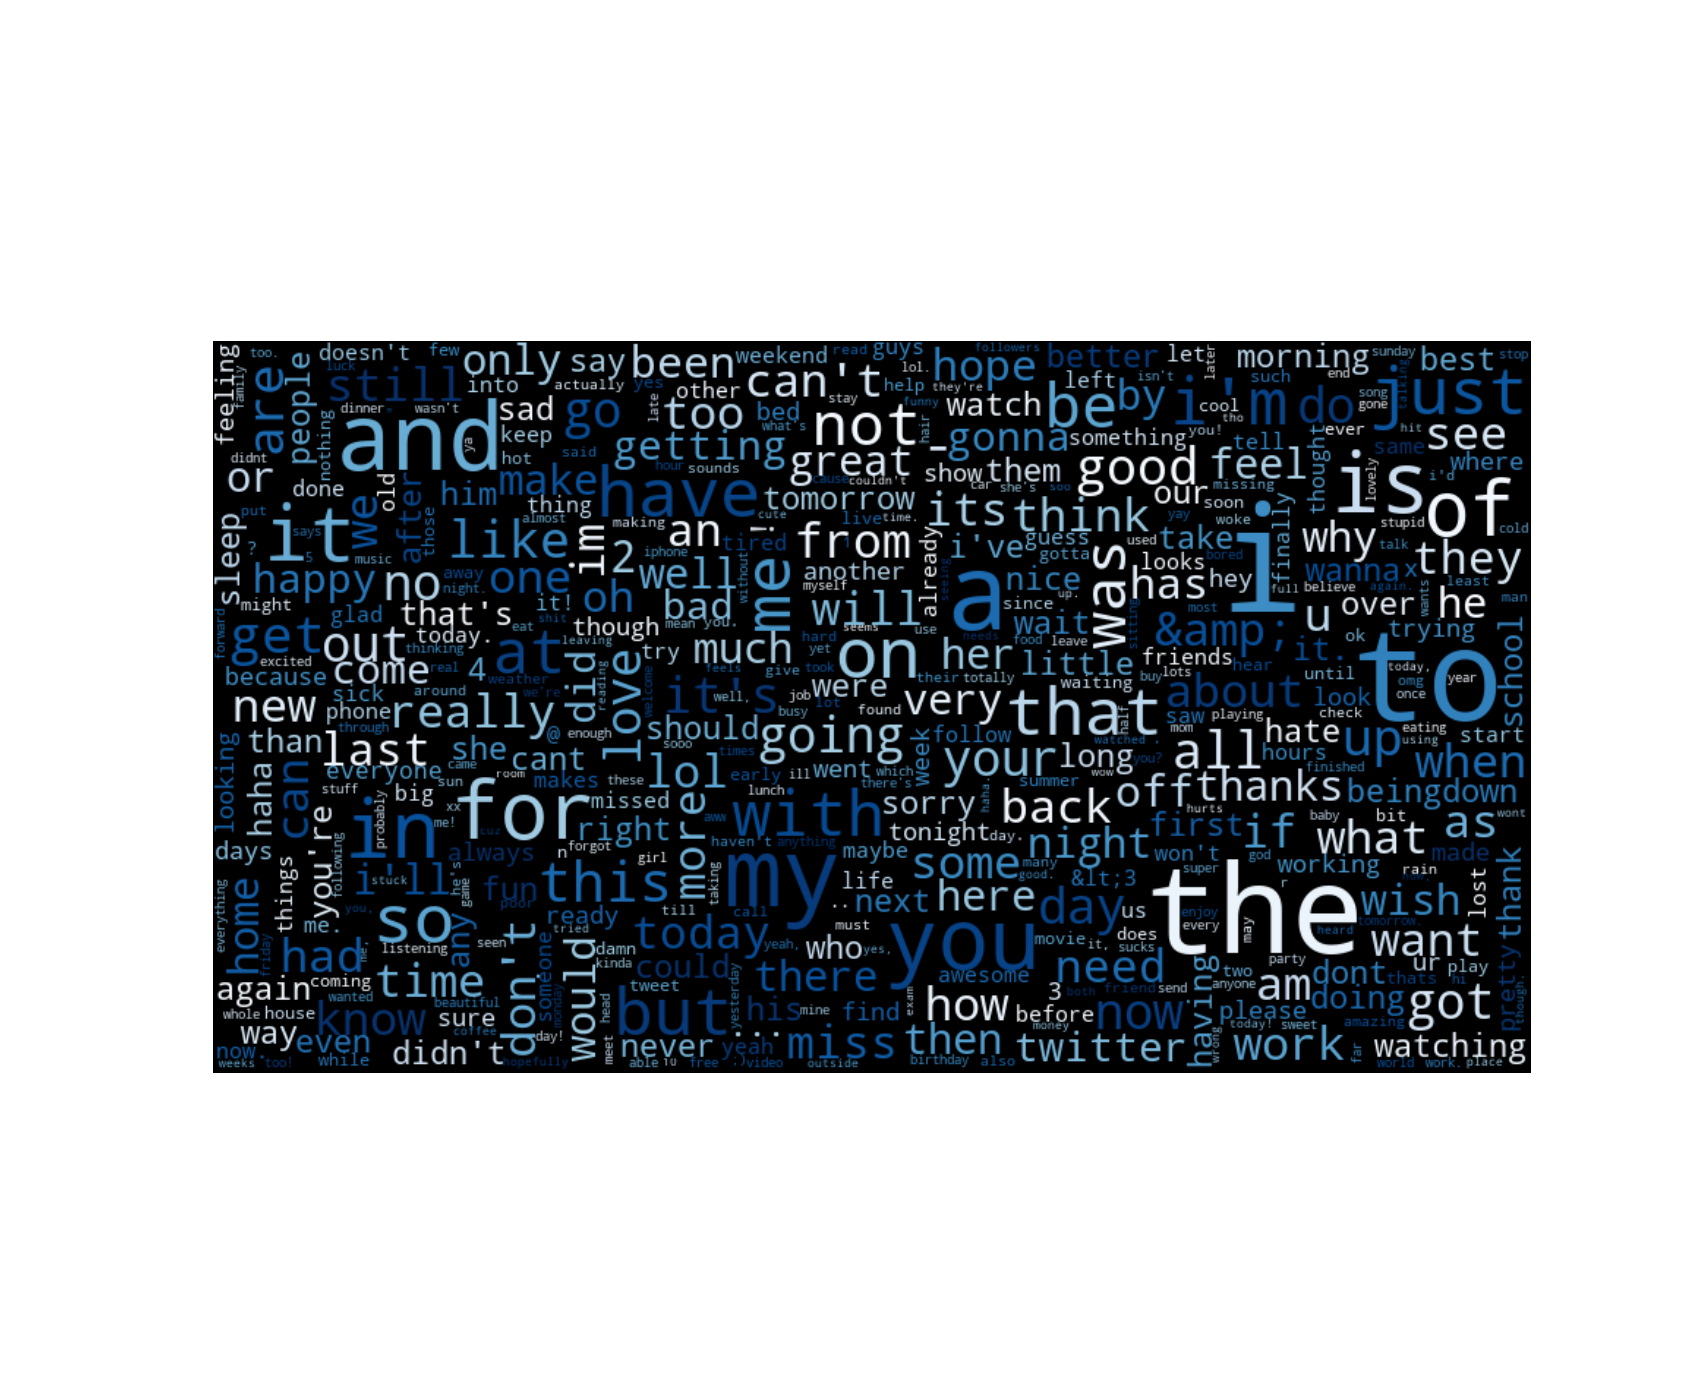 feeling too. doesn't few only say been weekend read guys followers hope better let later morning sunday best stop
family luck people still into actually yes other can't help they're lol. left isn't such end
are nothing dinner. wasn't sad go late too bed stay funny watch be by i'm cool do song gone talking just
and ya keep what's not hair - gonna something you! tho tell ever hit same see
didnt hot said getting great show them good feel thought where
or done old after him make thing hour sounds cause couldn't car she's soo our missing lovely i'd is of
put we have tomorrow its think soon finally
sleep says it those almost like im making cute live time. an from already i've guess used yay woke take why stupid cold
? 5 music 2 iphone tired ! gotta was looks bored talk they
happy no away night. one well without another myself a seeing nice has hey i full wanna x least
might glad that's it! oh bad me will since up. most believe again. wants man
forward get out today. eat shit though mean you. seems use wait &amp; u over he
excited thinking leaving try much hard yet on needs her food leave sitting it. ok trying school
because come real 4 at did feels give took their totally little friends hear until to today,
sick around weather we're reading love welcome it's well, job were very waiting buy lots about look omg once year
new phone really lot busy found that half saw playing check
through @ enough should going follow mom hate eating start
looking than last she cant sooo times week your long watched . all hours up using when
haha can everyone came sun makes these lol early ill went which there's you? wow finished
stuff big room for missed lunch summer off thanks being down
you're probably xx me! cuz right more with sorry back hurts baby bit wont
in always n forgot aww haven't anything tonight day. haha. night first if what as
days following girl maybe some many won't god working made
things i'll stuck he's game fun this taking my life good. &lt;3 super r rain now.
home you, poor till call .. next here day us the wish lost thank
everything me. so any ready tried today must you movie does enjoy every may heard tomorrow.
friday had me, listening seen don't damn yeah, who yes, it, sucks want
coming time someone would kinda could there awesome need having party two dont ur play thats hi
again wanted beautiful tweet yesterday his mine find exam how 3 both friend send anyone am doing got pretty though.
whole house know sure coffee monday head but before now please
way even day! never yeah ... miss then money twitter wrong today! sweet work amazing watching
now. while didn't meet
weeks too! hopefully able 10 free :) video outside birthday also far world work. place